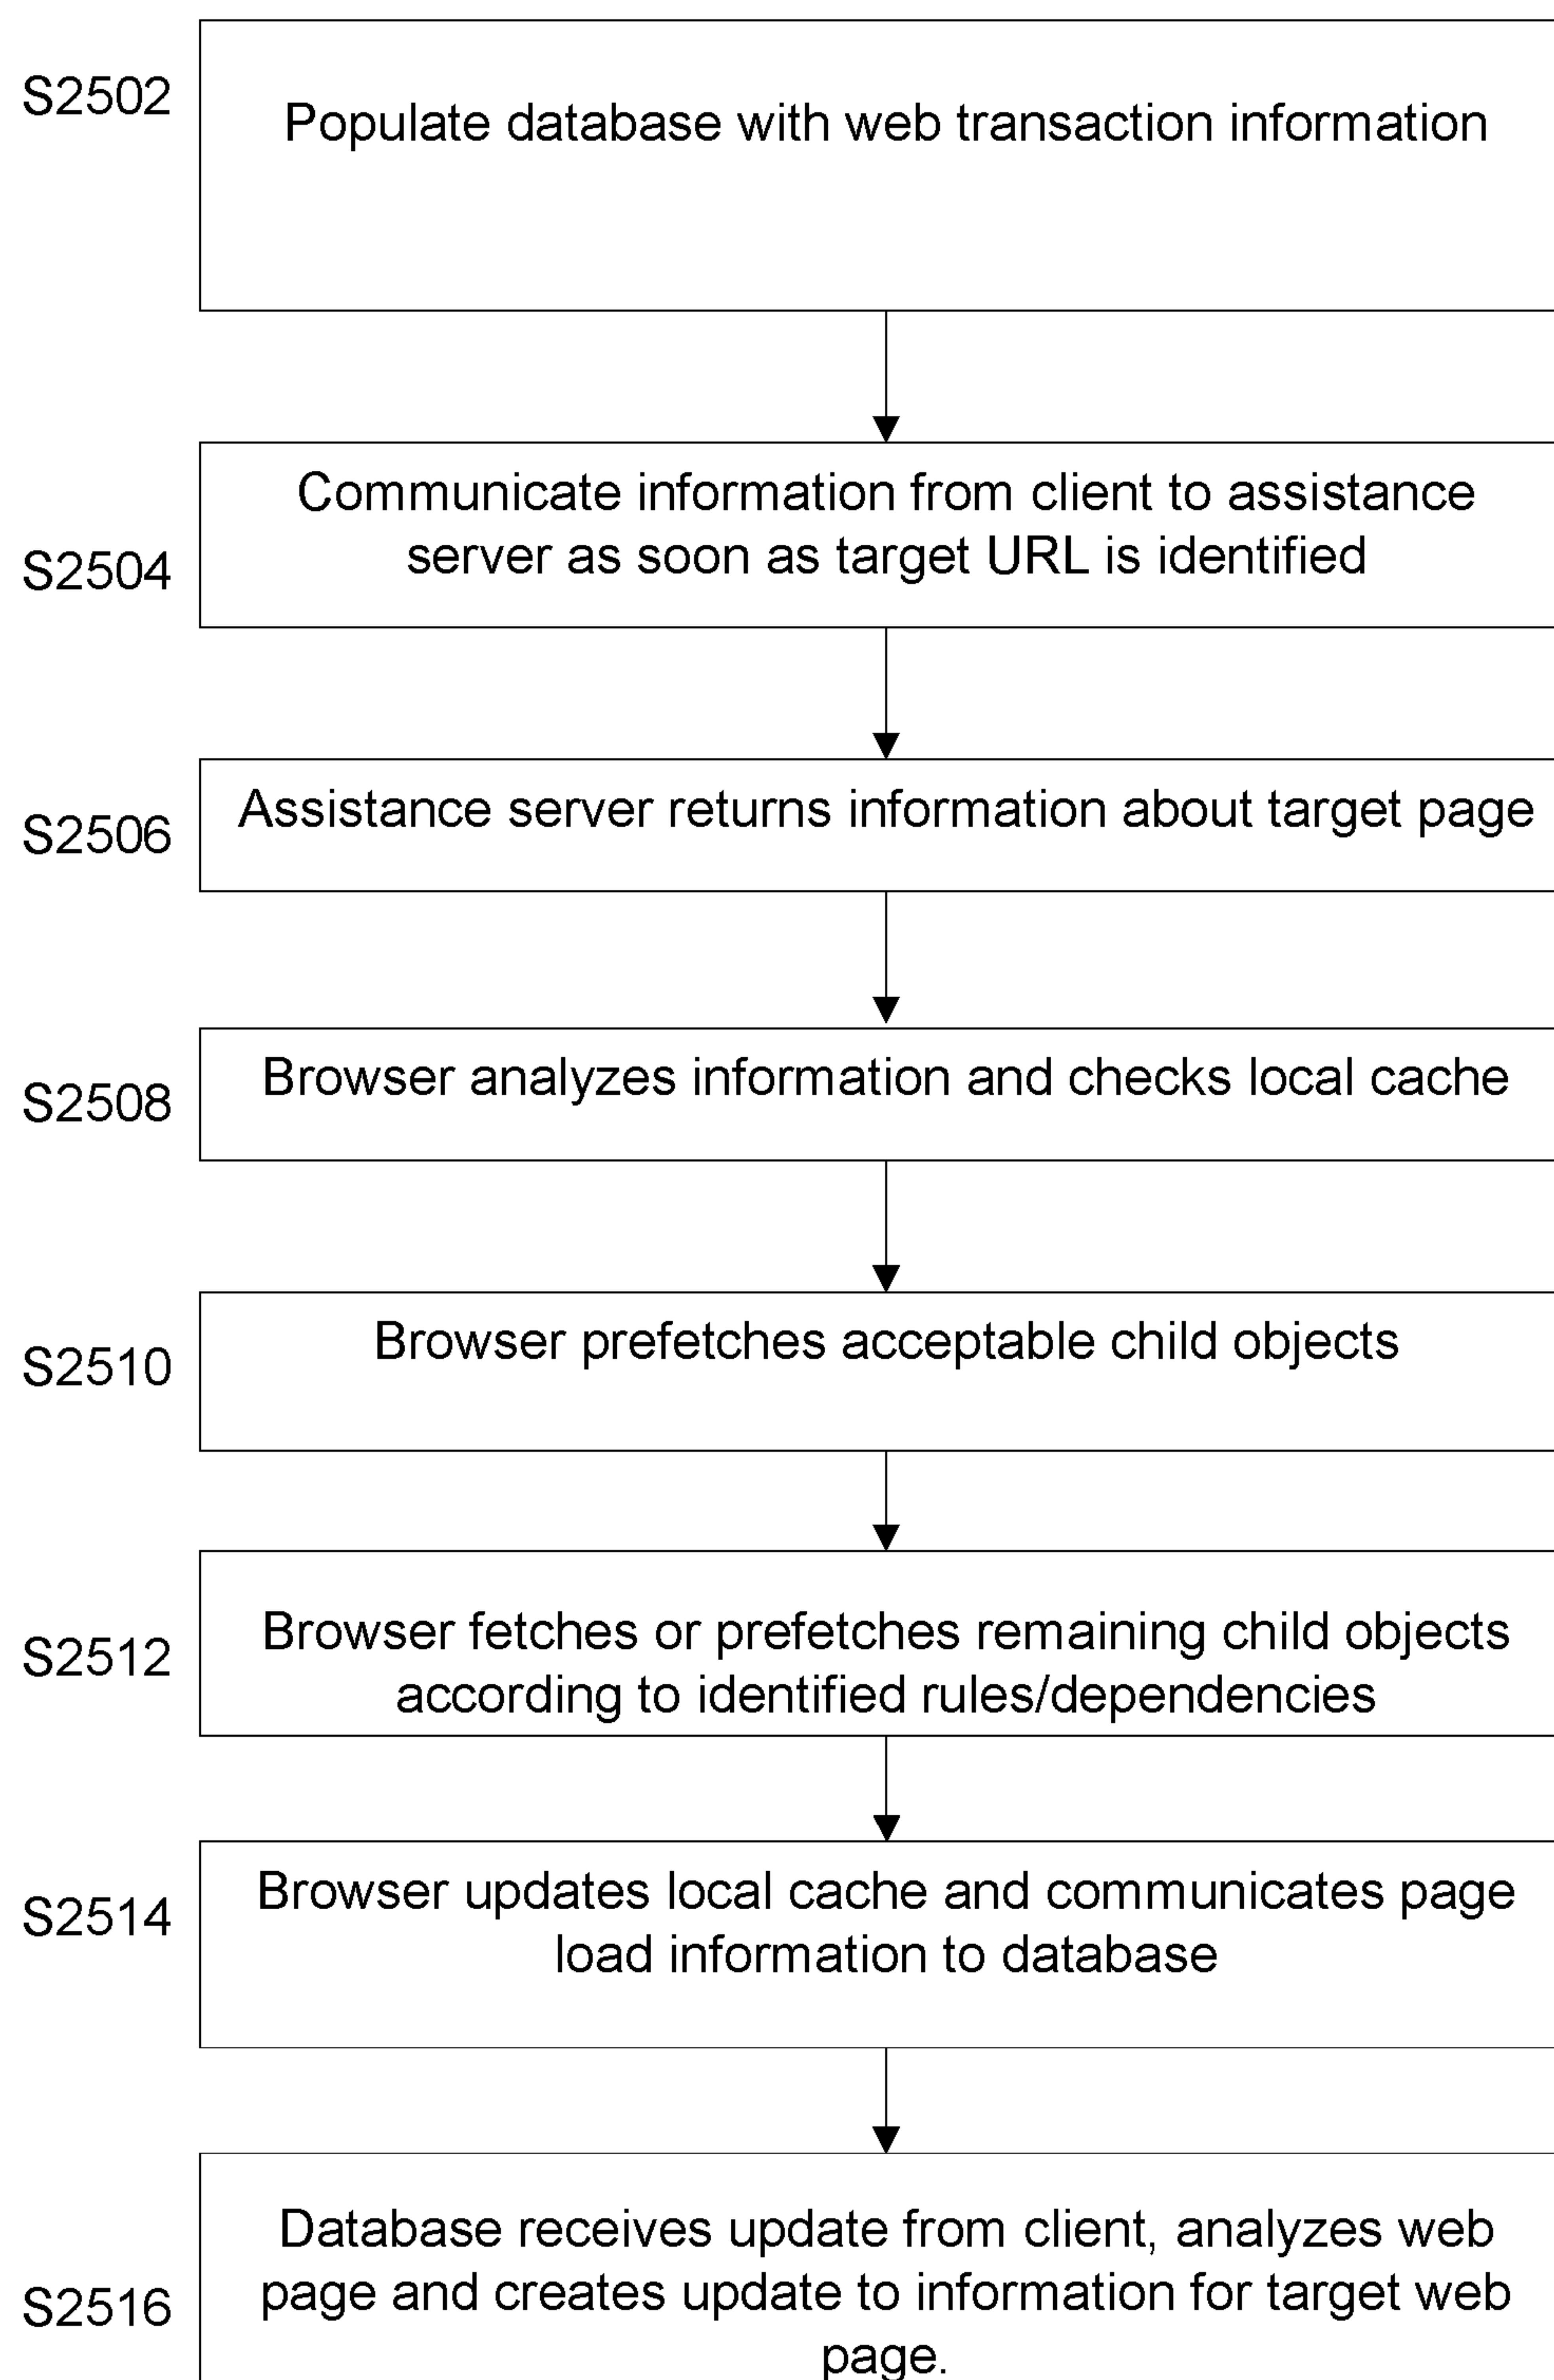 S2502
Populate database with web transaction information
S2504
Communicate information from client to assistance
server as soon as target URL is identified
S2506
Assistance server returns information about target page
S2508
Browser analyzes information and checks local cache
S2510
Browser prefetches acceptable child objects
S2512
Browser fetches or prefetches remaining child objects
according to identified rules/dependencies
S2514
Browser updates local cache and communicates page
load information to database
S2516
Database receives update from client, analyzes web
page and creates update to information for target web
page.